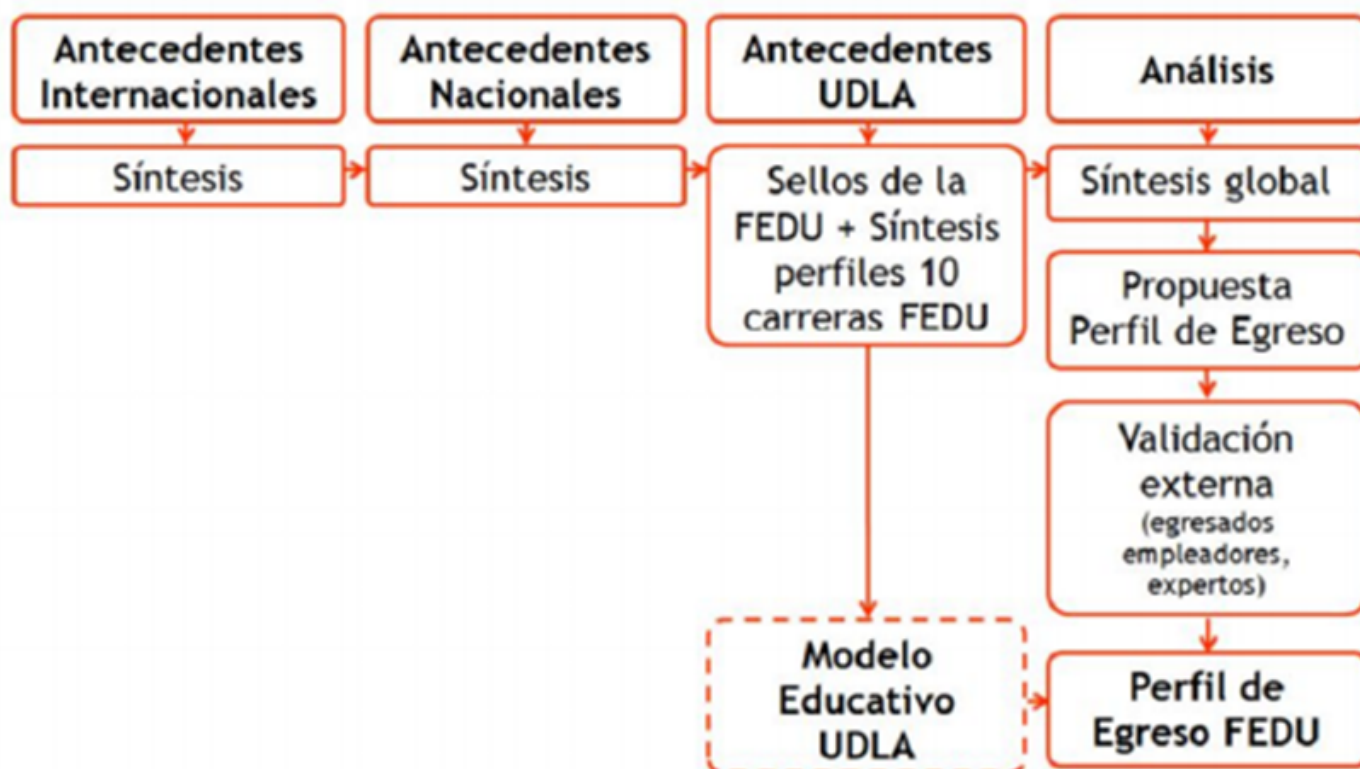 Antecedentes
Internacionales
Antecedentes
Nacionales
Antecedentes
UDLA
Análisis
Síntesis
Síntesis
Sellos de la
FEDU + Síntesis
perfiles 10
carreras FEDU
Síntesis global
Propuesta
Perfil de Egreso
Validación
externa
(egresados
empleadores,
expertos)
Modelo
Educativo
UDLA
Perfil de
Egreso FEDU